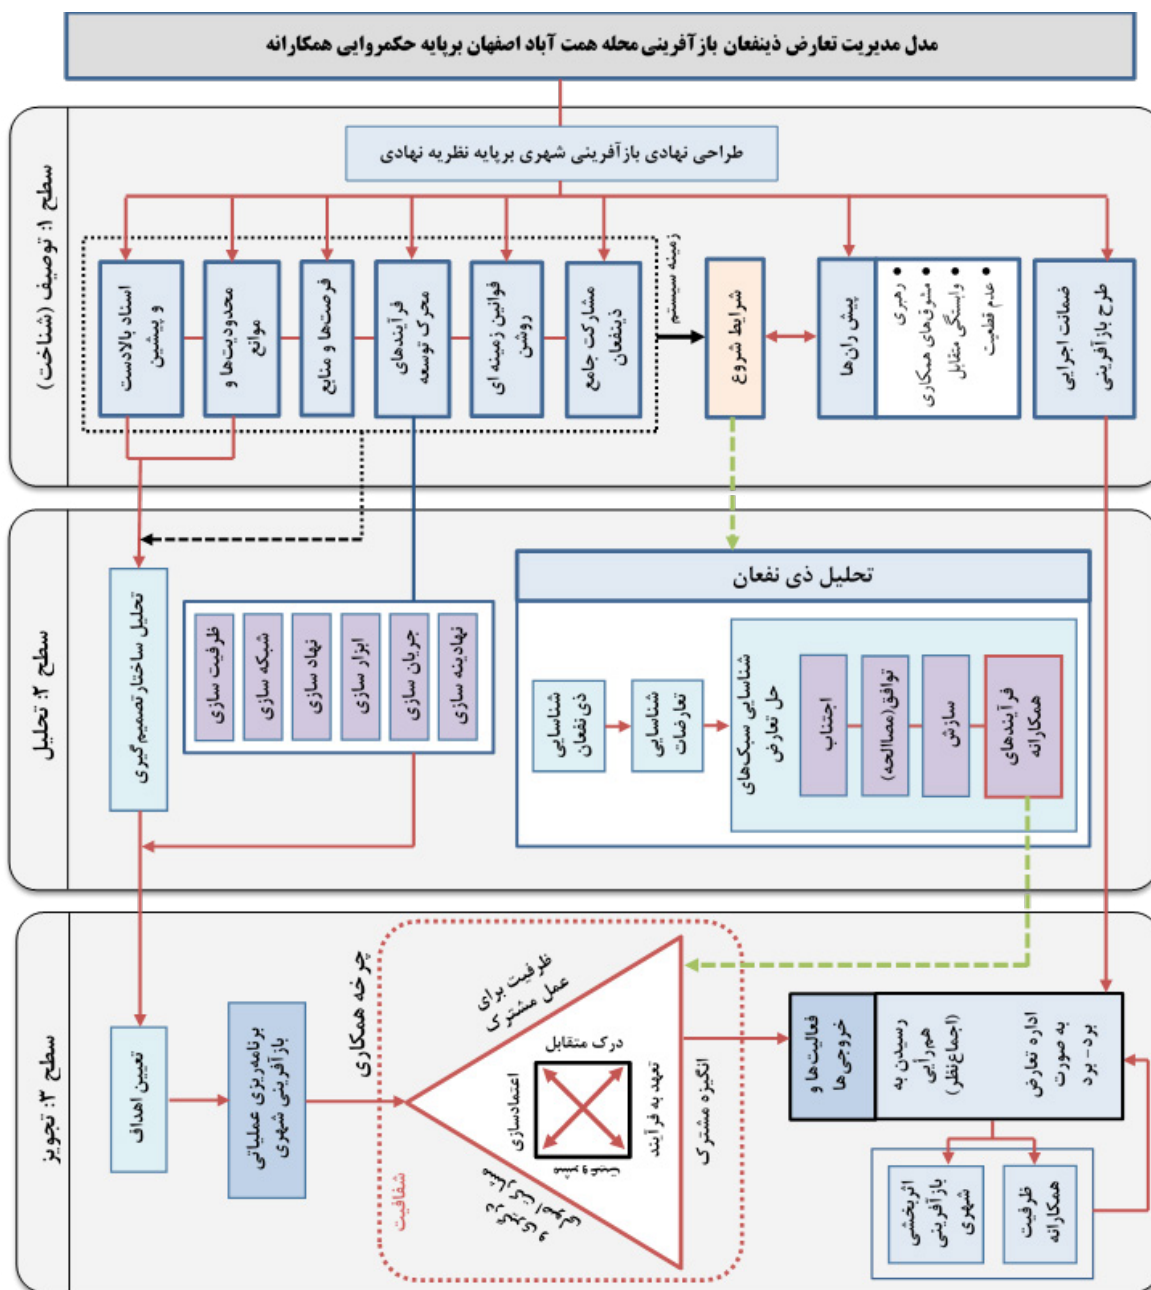 مدل مدیریت تعارض ذینفعان بازآفرینی محله همت آباد اصفهان برپایه حکمروایی همکارانه
سطح ۱: توصیف (شناخت)
طراحی نهادی بازآفرینی شهری برپایه نظریه نهادی
اسناد بالادست
و پیشین
محدودیت‌ها و
موانع
فرصت‌ها و منابع
فرآیندهای
محرک توسعه
قوانین زمینه ای
روشن
مشارکت جامع
ذینفعان
زمینه سیستم
شرایط شروع
پیش ران‌ها
رهبری
مشوق‌های همکاری
وابستگی متقابل
عدم قطعیت
ضمانت اجرایی
طرح بازآفرینی
سطح ۲: تحلیل
تحلیل ساختار تصمیم‌گیری
ظرفیت سازی
شبکه سازی
نهاد سازی
ابزار سازی
جریان سازی
نهادینه سازی
تحلیل ذی نفعان
شناسایی
ذی‌نفعان
شناسایی
تعارضات
شناسایی سبک‌های
حل تعارض
اجتناب
توافق(مصاالحه)
سازش
فرآیندهای
همکارانه
سطح ۳: تجویز
تعیین اهداف
برنامه‌ریزی عملیاتی
بازآفرینی شهری
چرخه همکاری
شفافیت
ظرفیت برای
عمل مشترک
درگیری و
مشارکت اصولی
انگیزه مشترک
درک متقابل
اعتمادسازی
مشروعیت
تعهد به فرآیند
فعالیت‌ها و
خروجی‌ها
رسیدن به
هم‌رأیی
(اجماع‌نظر)
اداره تعارض
به صورت
برد-برد
اثربخشی
بازآفرینی
شهری
ظرفیت
همکارانه